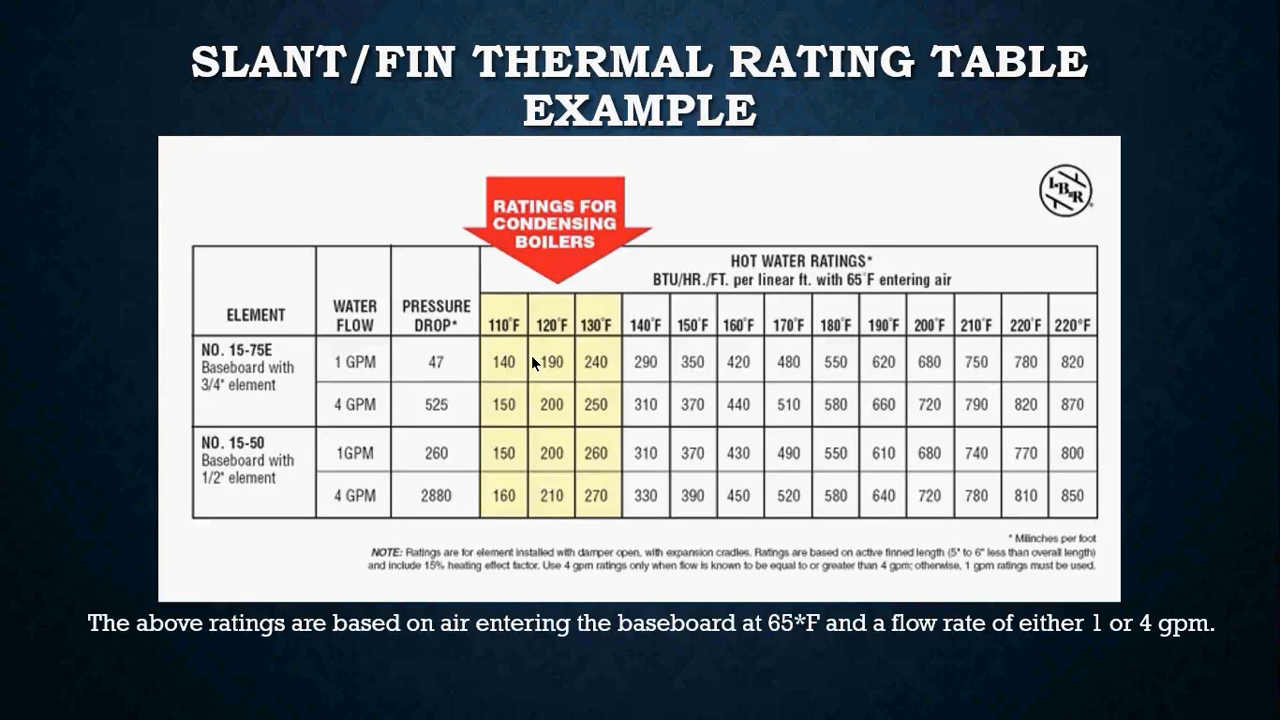 SLANT/FIN THERMAL RATING TABLE
EXAMPLE
RATINGS FOR
CONDENSING
BOILERS
I=B=R
HOT WATER RATINGS*
BTU/HR./FT. per linear ft. with 65°F entering air
ELEMENT WATER FLOW PRESSURE DROP* 110°F 120°F 130°F 140°F 150°F 160°F 170°F 180°F 190°F 200°F 210°F 220°F 220°F
NO. 15-75E
Baseboard with
3/4" element
1 GPM 47 140 190 240 290 350 420 480 550 620 680 750 780 820
4 GPM 525 150 200 250 310 370 440 510 580 660 720 790 820 870
NO. 15-50
Baseboard with
1/2" element
1GPM 260 150 200 260 310 370 430 490 550 610 680 740 770 800
4 GPM 2880 160 210 270 330 390 450 520 580 640 720 780 810 850
* Milinches per foot
NOTE: Ratings are for element installed with damper open, with expansion cradles. Ratings are based on active finned length (5" to 6" less than overall length)
and include 15% heating effect factor. Use 4 gpm ratings only when flow is known to be equal to or greater than 4 gpm; otherwise, 1 gpm ratings must be used.
The above ratings are based on air entering the baseboard at 65*F and a flow rate of either 1 or 4 gpm.